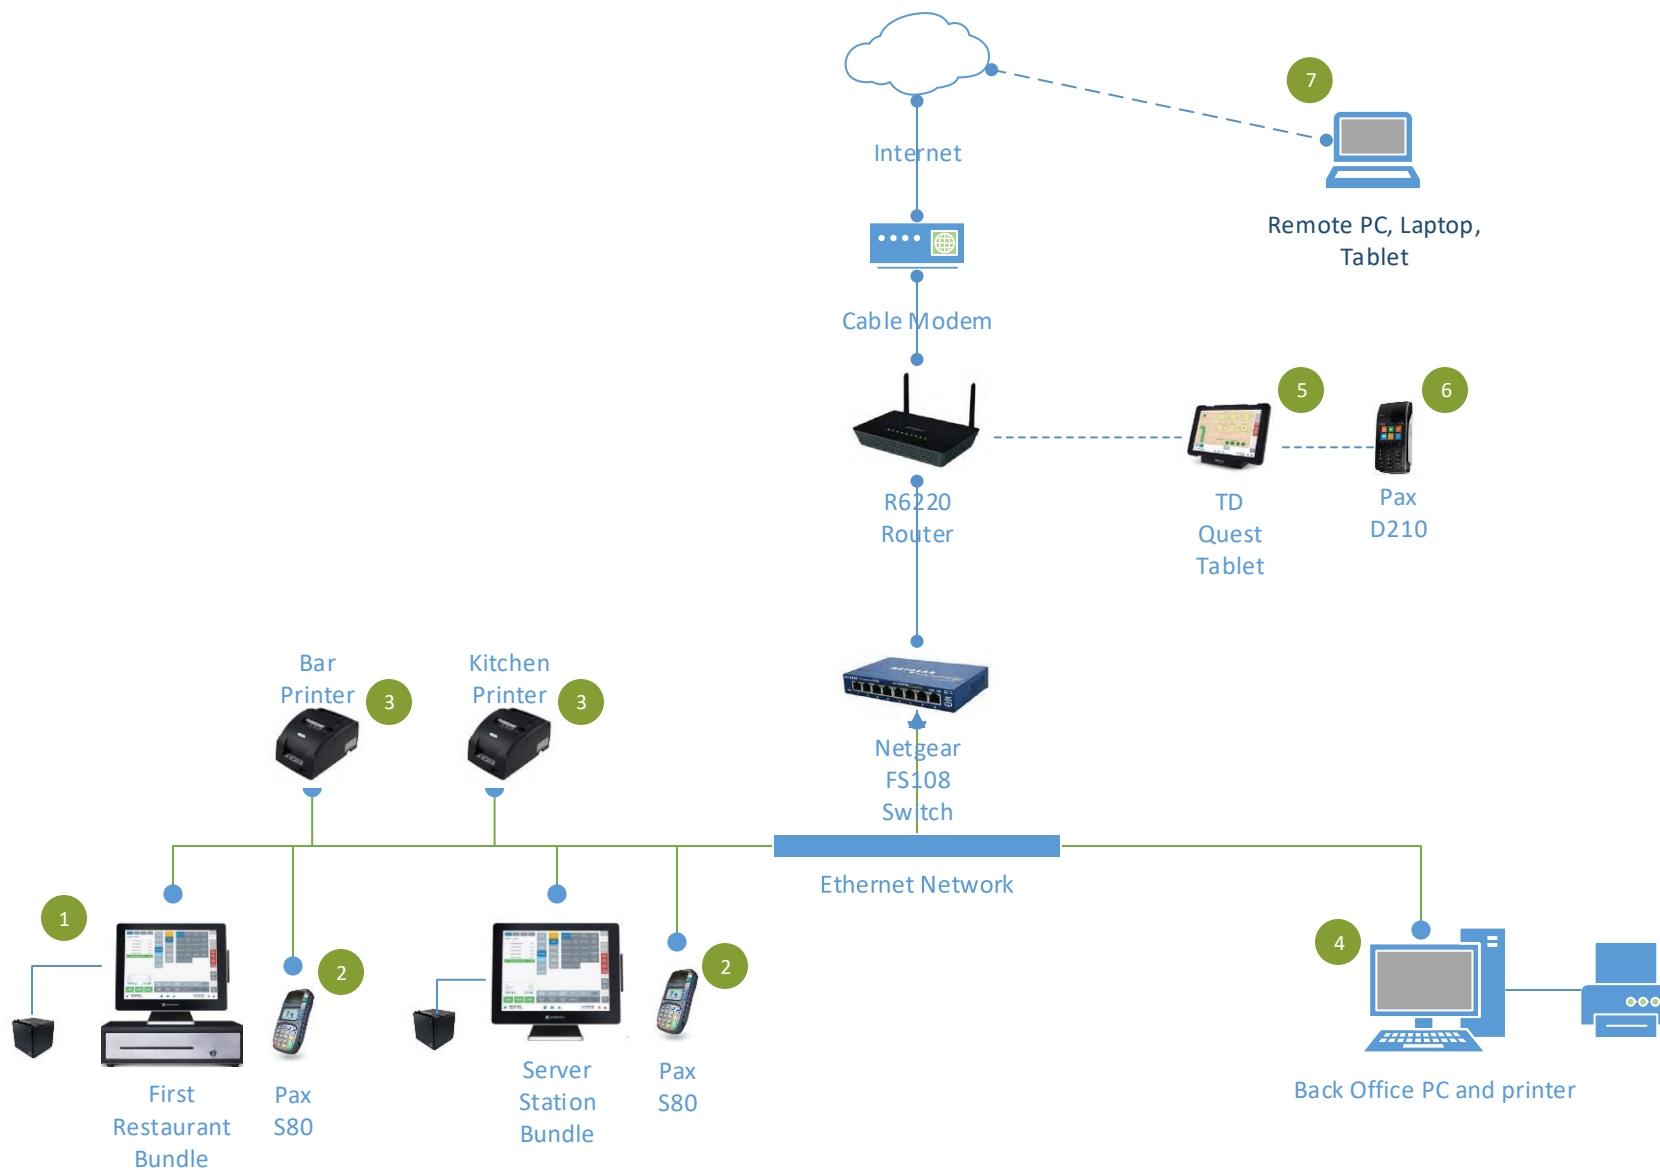 7
Internet
Remote PC, Laptop,
Tablet
Cable Modem
5
6
R6220
Router
TD
Quest
Tablet
Pax
D210
Bar
Printer
3
Kitchen
Printer
3
NETGEAR
Netgear
FS108
Switch
Ethernet Network
1
2
2
4
First
Restaurant
Bundle
Pax
S80
Server
Station
Bundle
Pax
S80
Back Office PC and printer